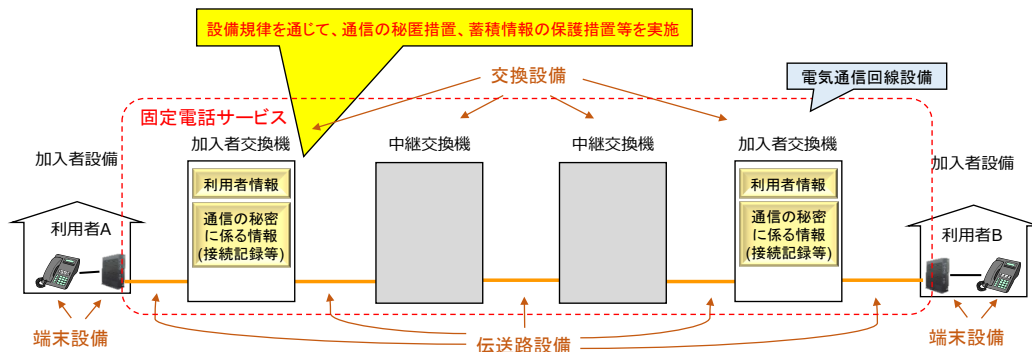 設備規律を通じて、通信の秘匿措置、蓄積情報の保護措置等を実施
交換設備
電気通信回線設備
固定電話サービス
加入者設備
加入者交換機
中継交換機
中継交換機
加入者交換機
加入者設備
利用者情報
通信の秘密
に係る情報
(接続記録等)
利用者情報
通信の秘密
に係る情報
(接続記録等)
利用者A
利用者B
端末設備
伝送路設備
端末設備